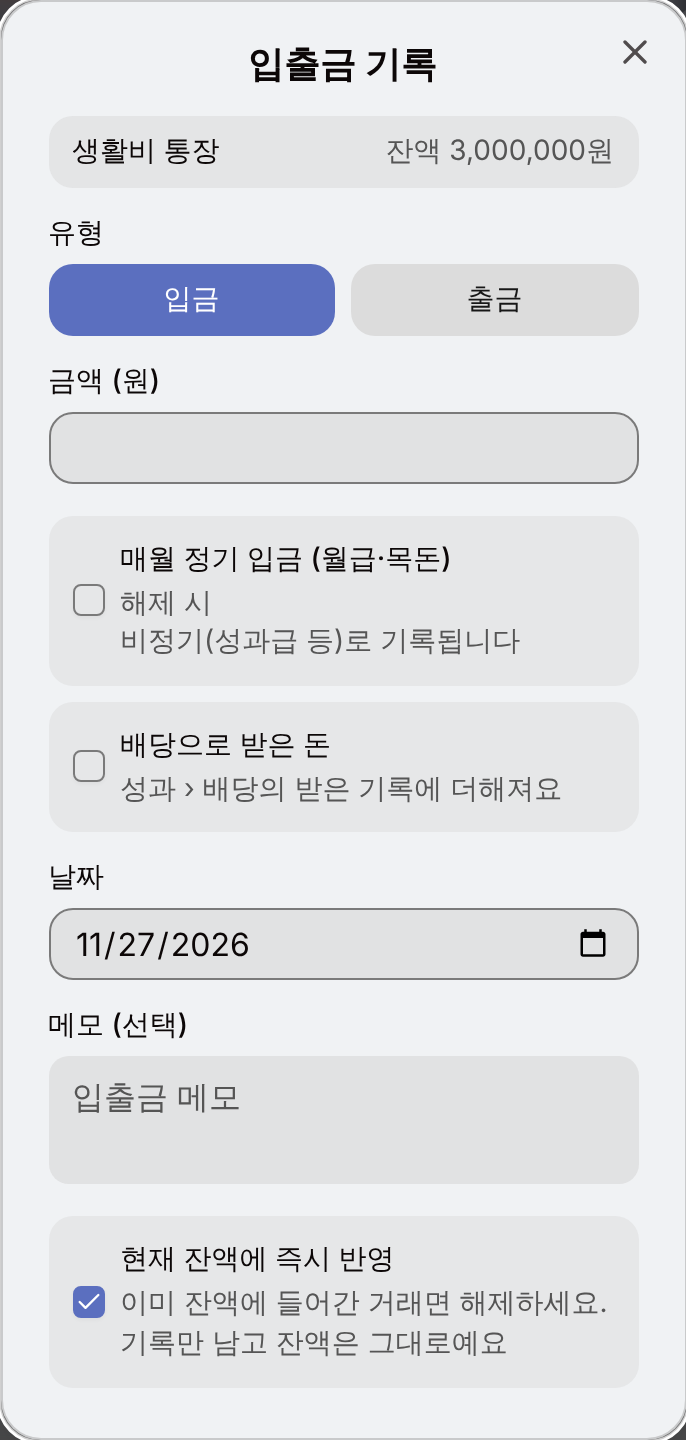 입출금 기록
생활비 통장 잔액 3,000,000원
유형
입금 출금
금액 (원)
매월 정기 입금 (월급·목돈)
해제 시
비정기(성과급 등)로 기록됩니다
배당으로 받은 돈
성과 › 배당의 받은 기록에 더해져요
날짜
11/27/2026
메모 (선택)
입출금 메모
현재 잔액에 즉시 반영
이미 잔액에 들어간 거래면 해제하세요.
기록만 남고 잔액은 그대로예요